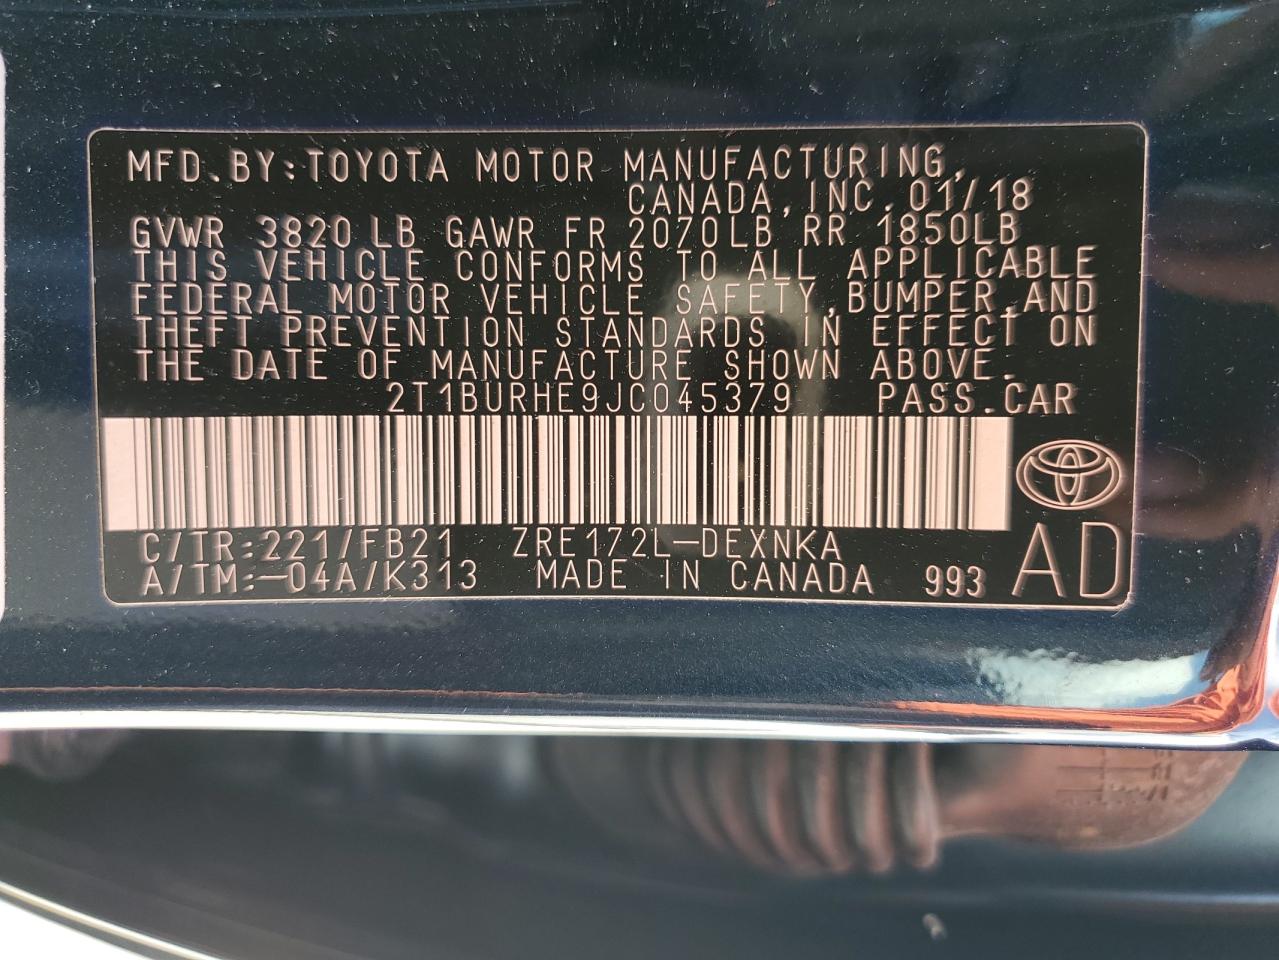 MFD.BY:TOYOTA MOTOR MANUFACTURING,
CANADA,INC.01/18
GVWR 3820 LB GAWR FR 2070LB RR 1850LB
THIS VEHICLE CONFORMS TO ALL APPLICABLE
FEDERAL MOTOR VEHICLE SAFETY,BUMPER,AND
THEFT PREVENTION STANDARDS IN EFFECT ON
THE DATE OF MANUFACTURE SHOWN ABOVE.
2T1BURHE9JC045379 PASS.CAR
C/TR:221/FB21 ZRE172L-DEXNKA
A/TM:-04A/K313 MADE IN CANADA 993 AD